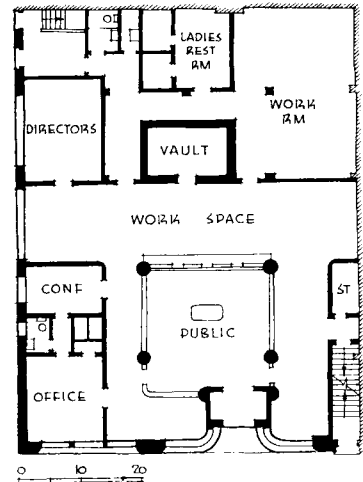 LADIES
REST
RM
DIRECTORS
WORK
RM
VAULT
WORK SPACE
CONF
ST
PUBLIC
OFFICE
0 10 20